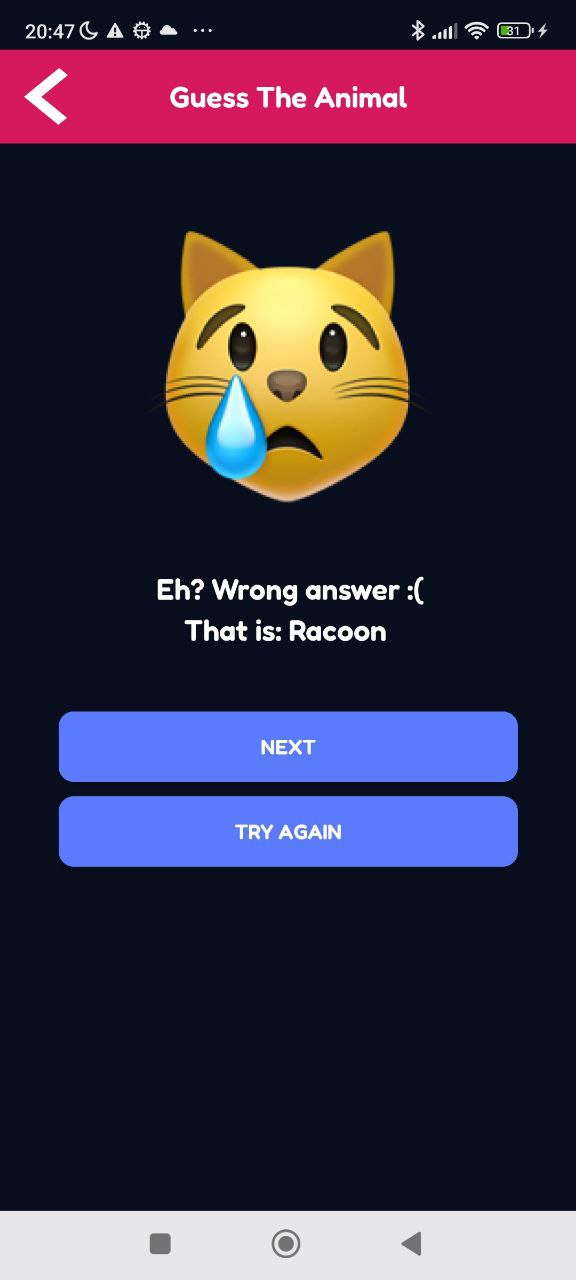 20:47
31
Guess The Animal
Eh? Wrong answer :(
That is: Racoon
NEXT
TRY AGAIN